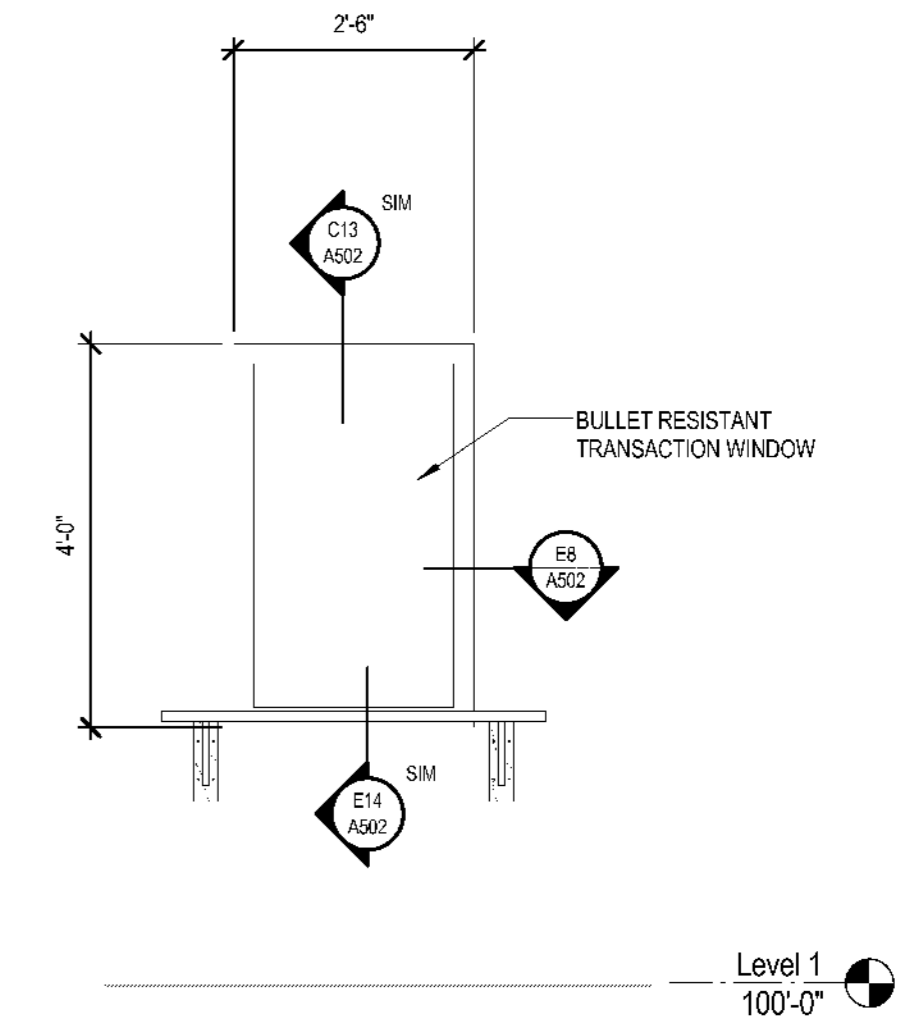 2'-6"
SIM
C13
A502
BULLET RESISTANT
TRANSACTION WINDOW
4'-0"
E8
A502
SIM
E14
A502
Level 1
100'-0"